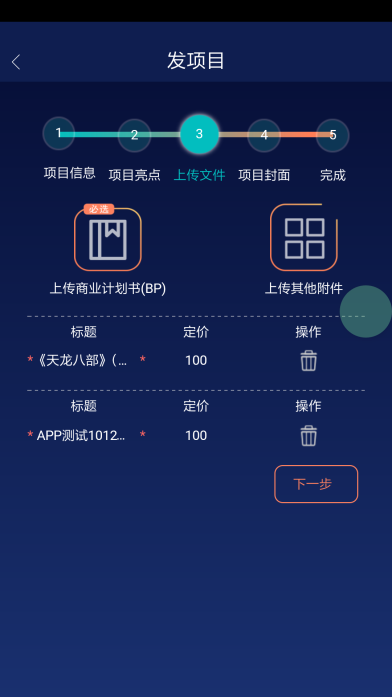 发项目
1 2 3 4 5
项目信息 项目亮点 上传文件 项目封面 完成
必选
上传商业计划书(BP) 上传其他附件
标题 定价 操作
*《天龙八部》(... * 100
标题 定价 操作
* APP测试1012... * 100
下一步